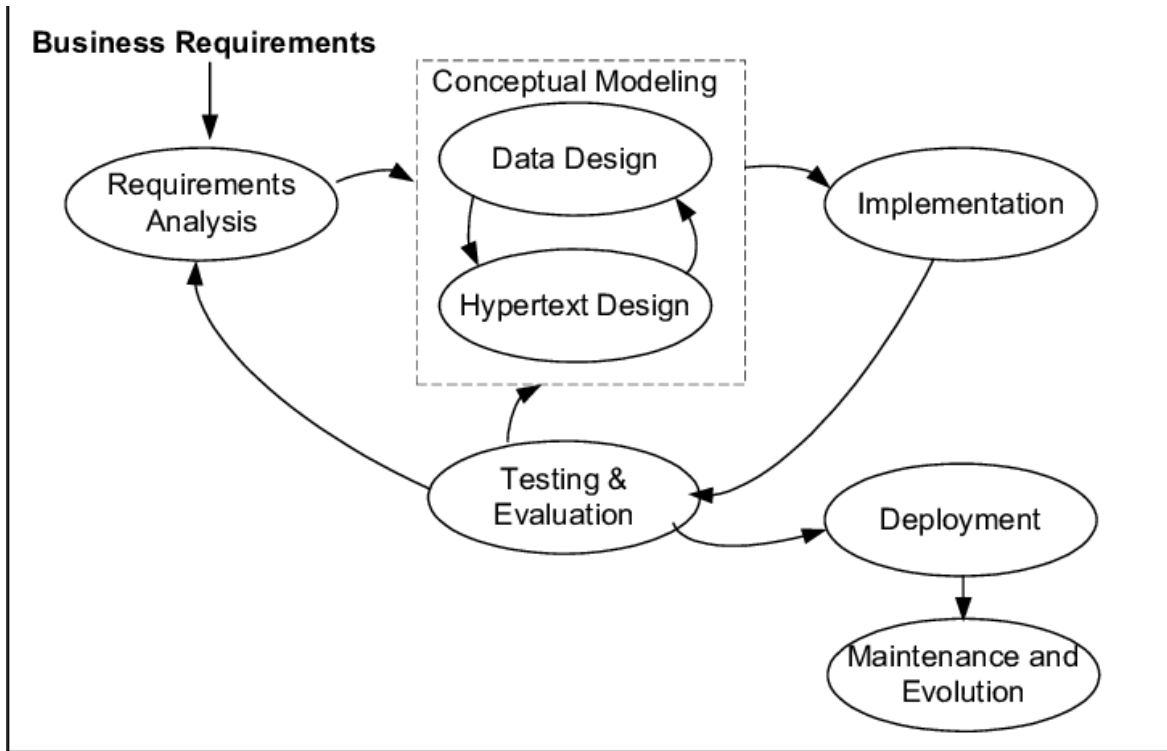 Business Requirements
Conceptual Modeling
Data Design
Requirements
Analysis
Implementation
Hypertext Design
Testing &
Evaluation
Deployment
Maintenance and
Evolution